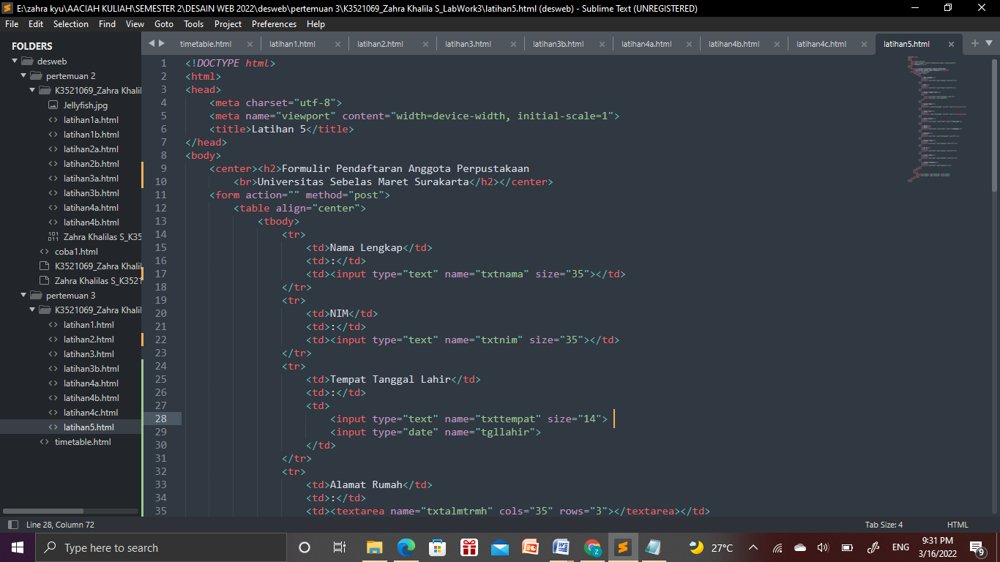 E:\zahra kyu\AACIAH KULIAH\SEMESTER 2\DESAIN WEB 2022\desweb\pertemuan 3\K3521069_Zahra Khalila S_LabWork3\latihan5.html (desweb) - Sublime Text (UNREGISTERED)
File Edit Selection Find View Goto Tools Project Preferences Help
FOLDERS
desweb
pertemuan 2
K3521069_Zahra Khalil
Jellyfish.jpg
latihan1a.html
latihan1b.html
latihan2a.html
latihan2b.html
latihan3a.html
latihan3b.html
latihan4a.html
latihan4b.html
Zahra Khalilas S_K35
coba1.html
K3521069_Zahra Khalil
Zahra Khalilas S_K3521
pertemuan 3
K3521069_Zahra Khalil
latihan1.html
latihan2.html
latihan3.html
latihan3b.html
latihan4a.html
latihan4b.html
latihan4c.html
latihan5.html
timetable.html
timetable.html latihan1.html latihan2.html latihan3.html latihan3b.html latihan4a.html latihan4b.html latihan4c.html latihan5.html
1 <!DOCTYPE html>
2 <html>
3 <head>
4 <meta charset="utf-8">
5 <meta name="viewport" content="width=device-width, initial-scale=1">
6 <title>Latihan 5</title>
7 </head>
8 <body>
9 <center><h2>Formulir Pendaftaran Anggota Perpustakaan
10 <br>Universitas Sebelas Maret Surakarta</h2></center>
11 <form action="" method="post">
12 <table align="center">
13 <tbody>
14 <tr>
15 <td>Nama Lengkap</td>
16 <td>:</td>
17 <td><input type="text" name="txtnama" size="35"></td>
18 </tr>
19 <tr>
20 <td>NIM</td>
21 <td>:</td>
22 <td><input type="text" name="txtnim" size="35"></td>
23 </tr>
24 <tr>
25 <td>Tempat Tanggal Lahir</td>
26 <td>:</td>
27 <td>
28 <input type="text" name="txttempat" size="14">
29 <input type="date" name="tgllahir">
30 </td>
31 </tr>
32 <tr>
33 <td>Alamat Rumah</td>
34 <td>:</td>
35 <td><textarea name="txtalmtrmh" cols="35" rows="3"></textarea></td>
Line 28, Column 72 Tab Size: 4 HTML
Type here to search
27°C
ENG
9:31 PM
3/16/2022
9